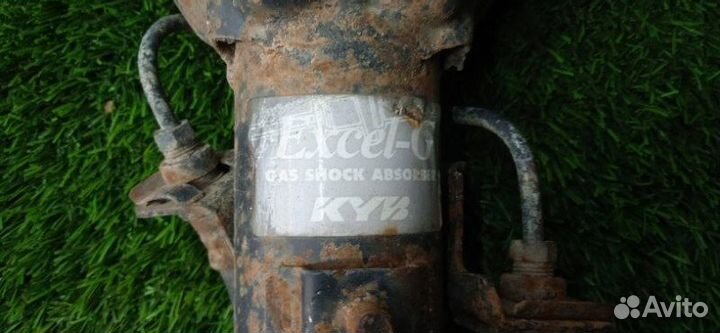 Excel-G
GAS SHOCK ABSORBER
KYB
Avito